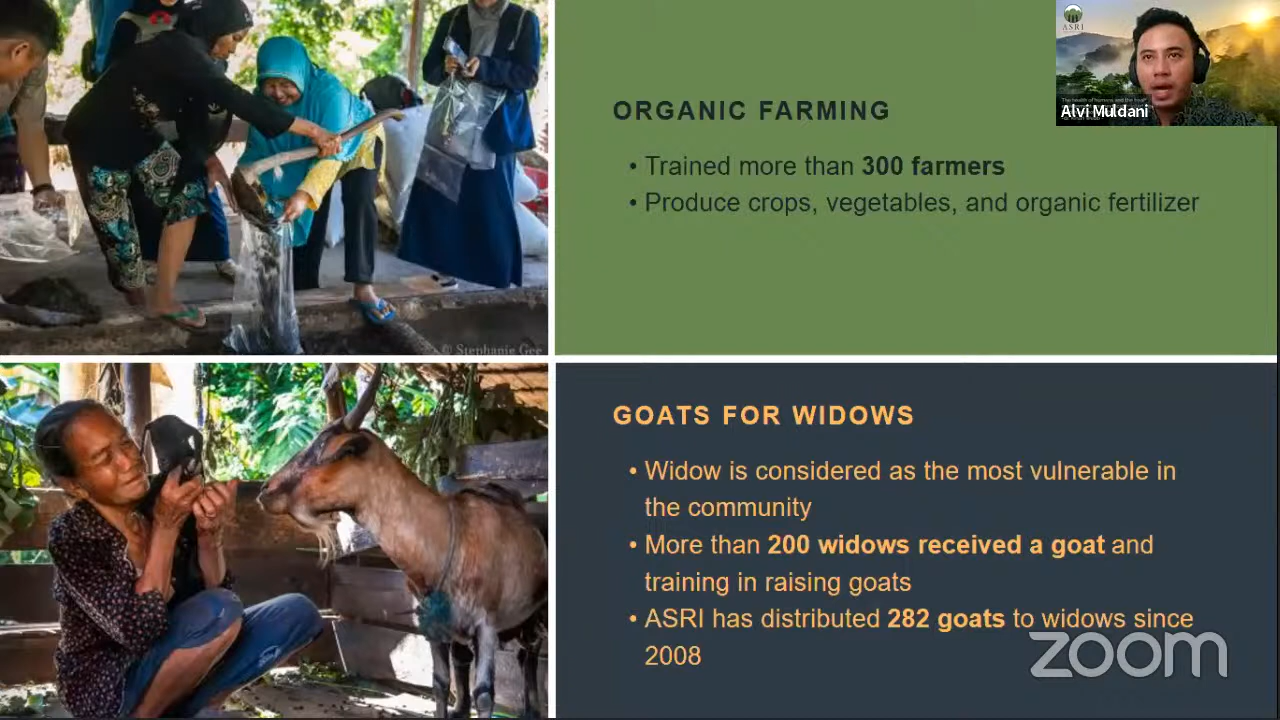 ORGANIC FARMING
• Trained more than 300 farmers
• Produce crops, vegetables, and organic fertilizer
ASRI
Alvi Muldani
© Stephanie Gee
GOATS FOR WIDOWS
• Widow is considered as the most vulnerable in
the community
• More than 200 widows received a goat and
training in raising goats
• ASRI has distributed 282 goats to widows since
2008
zoom